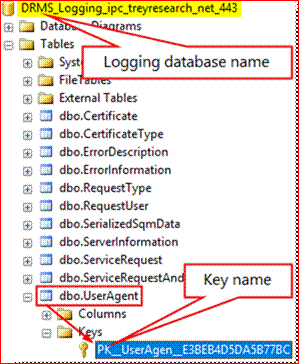 DRMS_Logging_ipc_treyresearch_net_443
Database Diagrams
Tables
Logging database name
FileTables
External Tables
dbo.Certificate
dbo.CertificateType
dbo.ErrorDescription
dbo.ErrorInformation
dbo.RequestType
dbo.RequestUser
dbo.SerializedSqmData
dbo.ServerInformation
dbo.ServiceRequest
dbo.ServiceRequestAnd
Key name
dbo.UserAgent
Columns
Keys
PK__UserAgen__E3BEB4D5DA5B77BC